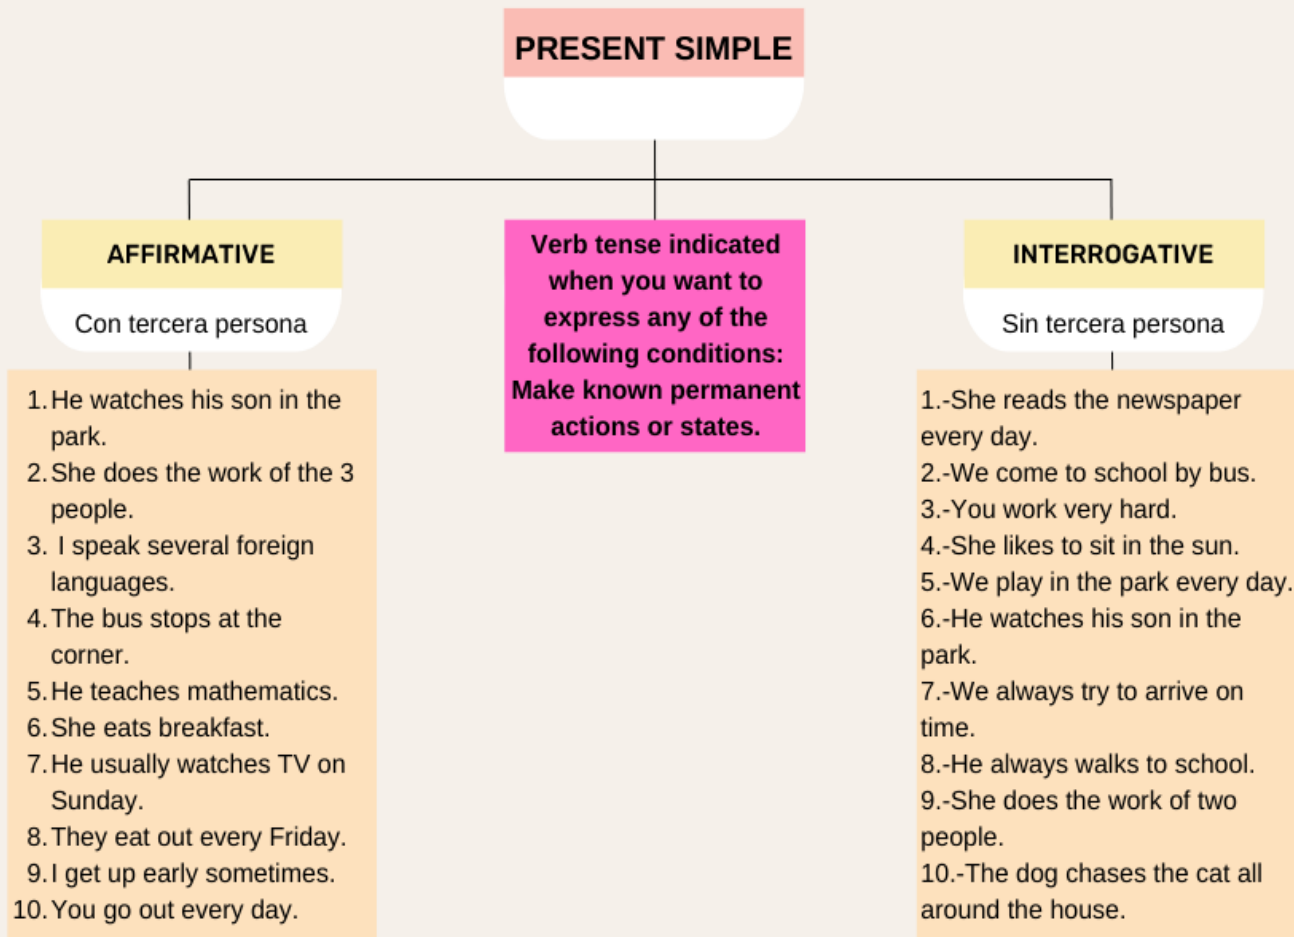 PRESENT SIMPLE
AFFIRMATIVE
Con tercera persona
1. He watches his son in the
park.
2. She does the work of the 3
people.
3. I speak several foreign
languages.
4. The bus stops at the
corner.
5. He teaches mathematics.
6. She eats breakfast.
7. He usually watches TV on
Sunday.
8. They eat out every Friday.
9. I get up early sometimes.
10. You go out every day.
Verb tense indicated
when you want to
express any of the
following conditions:
Make known permanent
actions or states.
INTERROGATIVE
Sin tercera persona
1.-She reads the newspaper
every day.
2.-We come to school by bus.
3.-You work very hard.
4.-She likes to sit in the sun.
5.-We play in the park every day.
6.-He watches his son in the
park.
7.-We always try to arrive on
time.
8.-He always walks to school.
9.-She does the work of two
people.
10.-The dog chases the cat all
around the house.